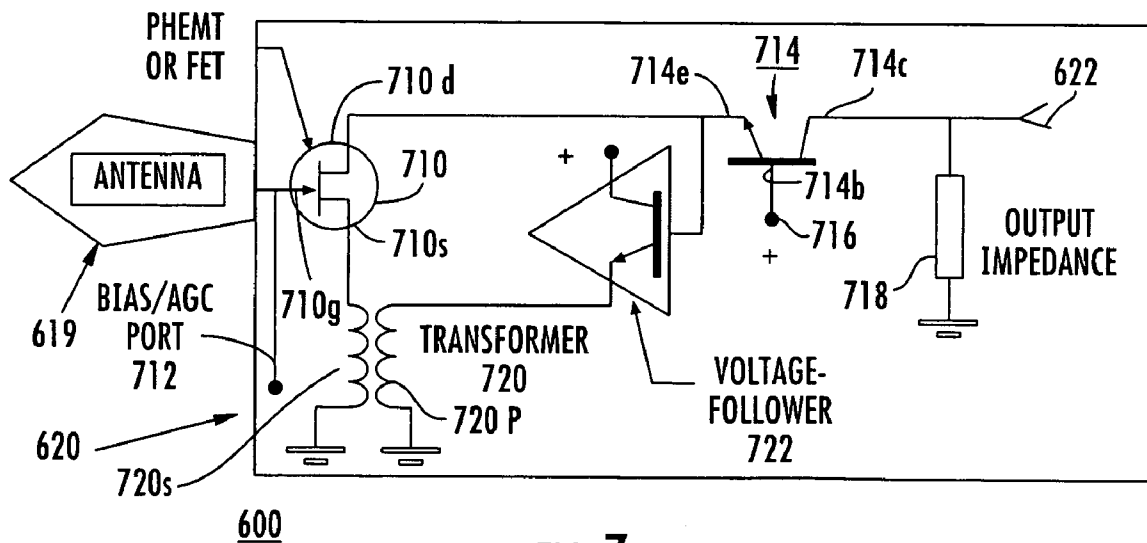 PHEMT
OR FET
710 d
714e
714
714c
622
ANTENNA
710
+
714b
716
+
710s
710g
BIAS/AGC
PORT
712
619
TRANSFORMER
720
720 P
VOLTAGE-
FOLLOWER
722
718
OUTPUT
IMPEDANCE
620
720s
600
7